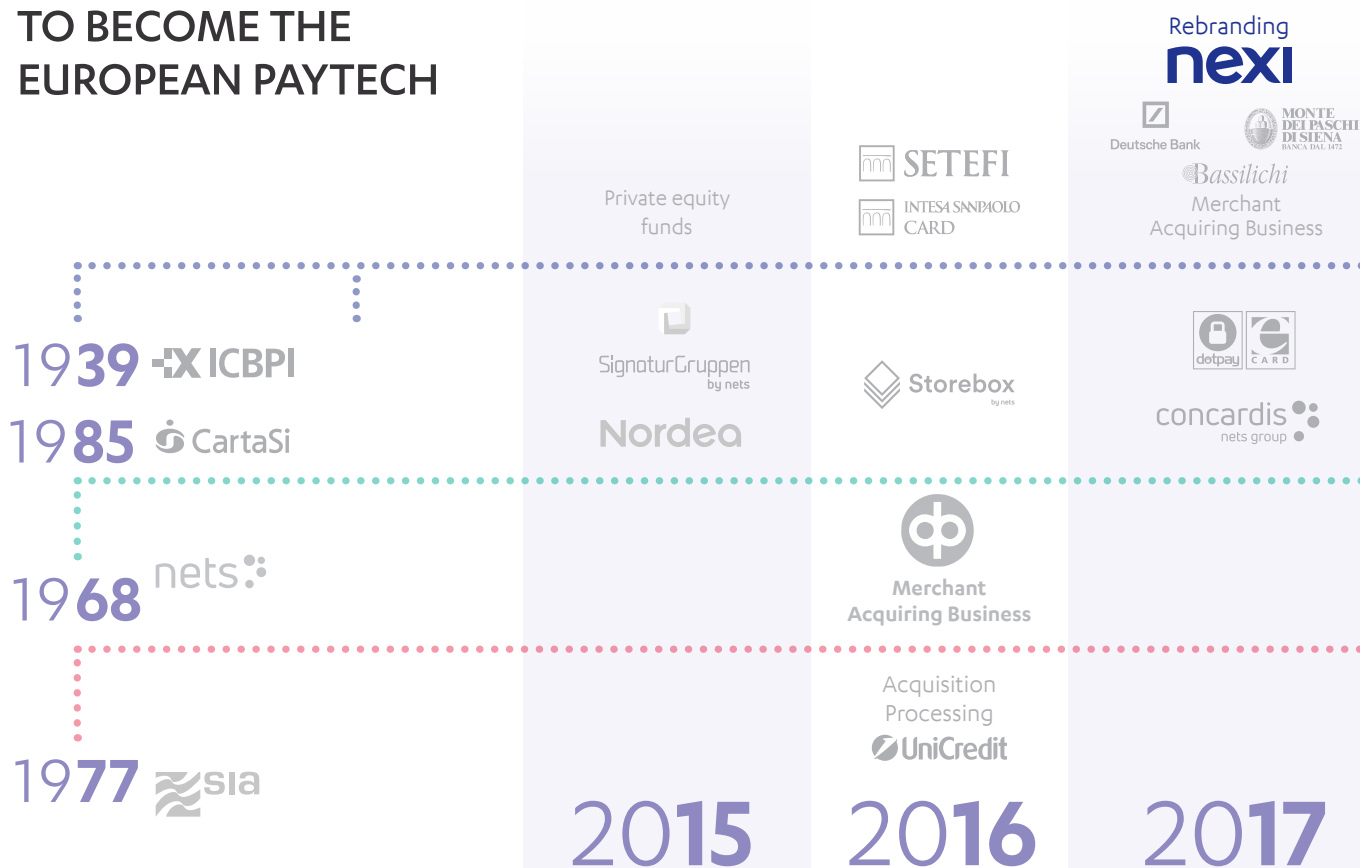 TO BECOME THE
EUROPEAN PAYTECH
Rebranding
nexi
Deutsche Bank
MONTE
DEI PASCHI
DI SIENA
BANCA DAL 1472
Bassilichi
Merchant
Acquiring Business
SETEFI
INTESA SANPAOLO
CARD
Private equity
funds
1939 ICBPI
1985 CartaSi
SignaturGruppen
by nets
Nordea
Storebox
by nets
dotpay
e
CARD
concardis
nets group
1968 nets
op
Merchant
Acquiring Business
1977 sia
Acquisition
Processing
UniCredit
2015
2016
2017